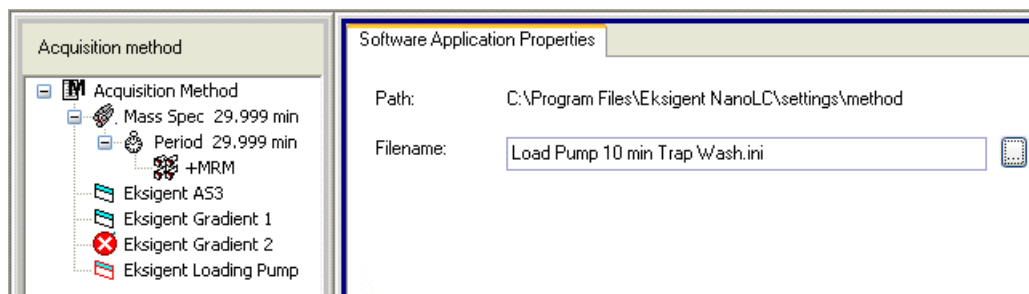 Acquisition method
Acquisition Method
Mass Spec 29.999 min
Period 29.999 min
+MRM
Eksigent AS3
Eksigent Gradient 1
Eksigent Gradient 2
Eksigent Loading Pump
Software Application Properties
Path: C:\Program Files\Eksigent NanoLC\settings\method
Filename: Load Pump 10 min Trap Wash.ini ...